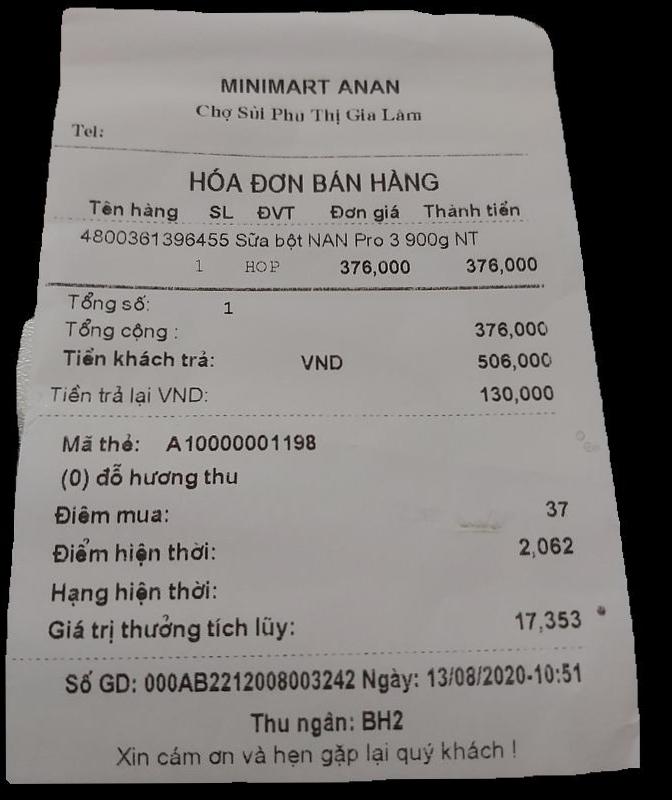 MINIMART ANAN
Chợ Sủi Phu Thị Gia Lâm
Tel:
HÓA ĐƠN BÁN HÀNG
Tên hàng SL ĐVT Đơn giá Thành tiền
4800361396455 Sữa bột NAN Pro 3 900g NT
1 HOP 376,000 376,000
Tổng số: 1
Tổng cộng : 376,000
Tiền khách trả: VND 506,000
Tiền trả lại VND: 130,000
Mã thẻ: A10000001198
(0) đỗ hương thu
Điêm mua: 37
Điểm hiện thời: 2,062
Hạng hiện thời:
Giá trị thưởng tích lũy: 17,353
Số GD: 000AB2212008003242 Ngày: 13/08/2020-10:51
Thu ngân: BH2
Xin cám ơn và hẹn gặp lại quý khách !